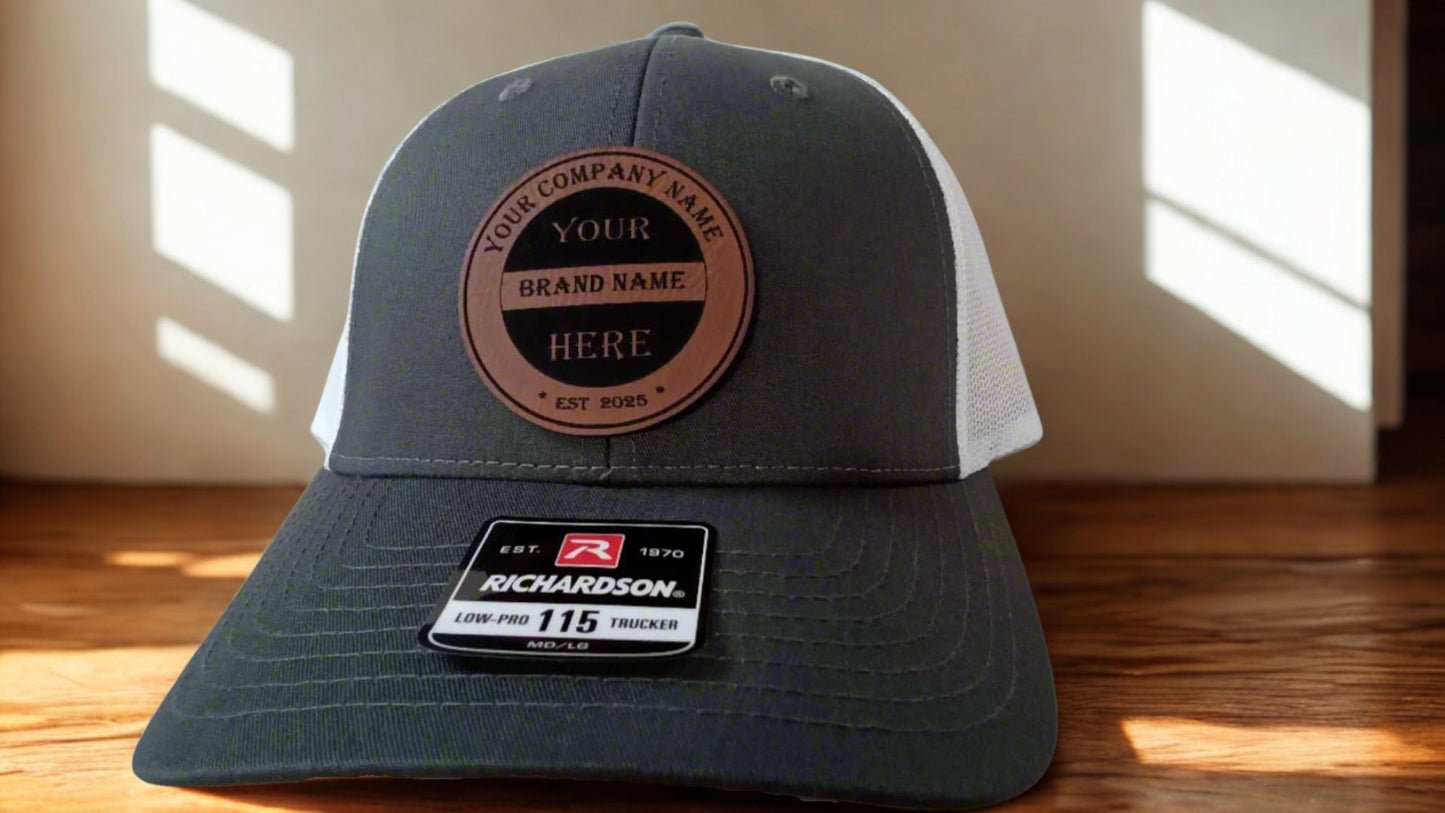 YOUR COMPANY NAME
YOUR
BRAND NAME
HERE
* EST 2025 *
EST. R 1970
RICHARDSON®
LOW-PRO 115 TRUCKER
MD/LG